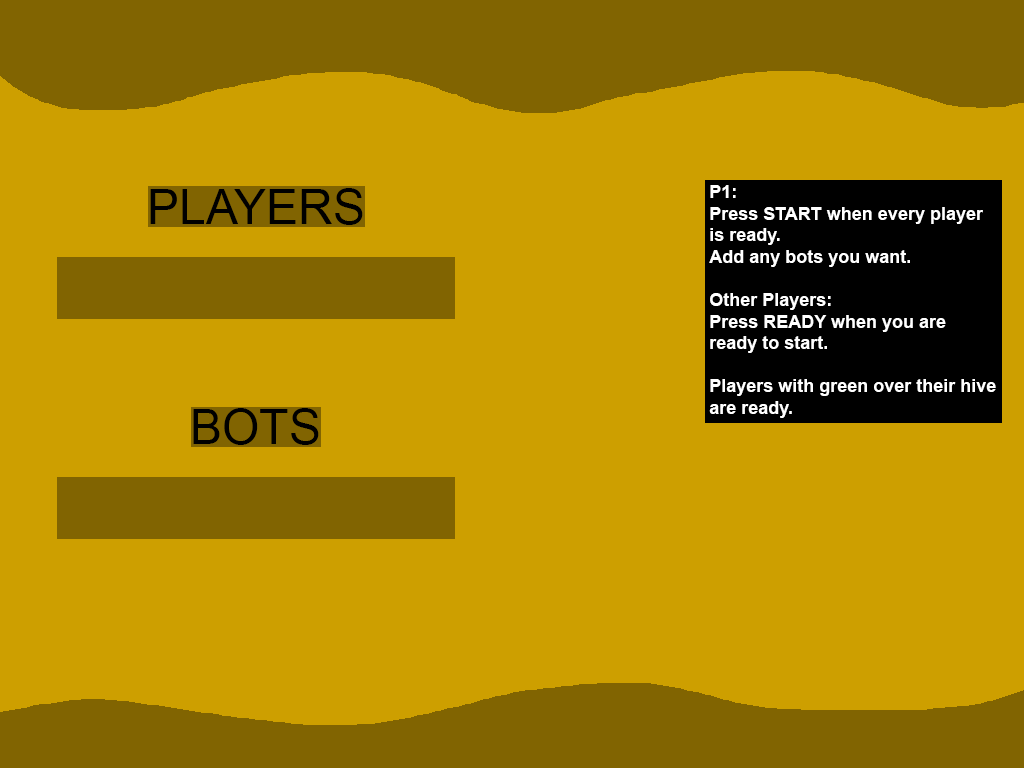 PLAYERS
BOTS
P1:
Press START when every player
is ready.
Add any bots you want.
Other Players:
Press READY when you are
ready to start.
Players with green over their hive
are ready.